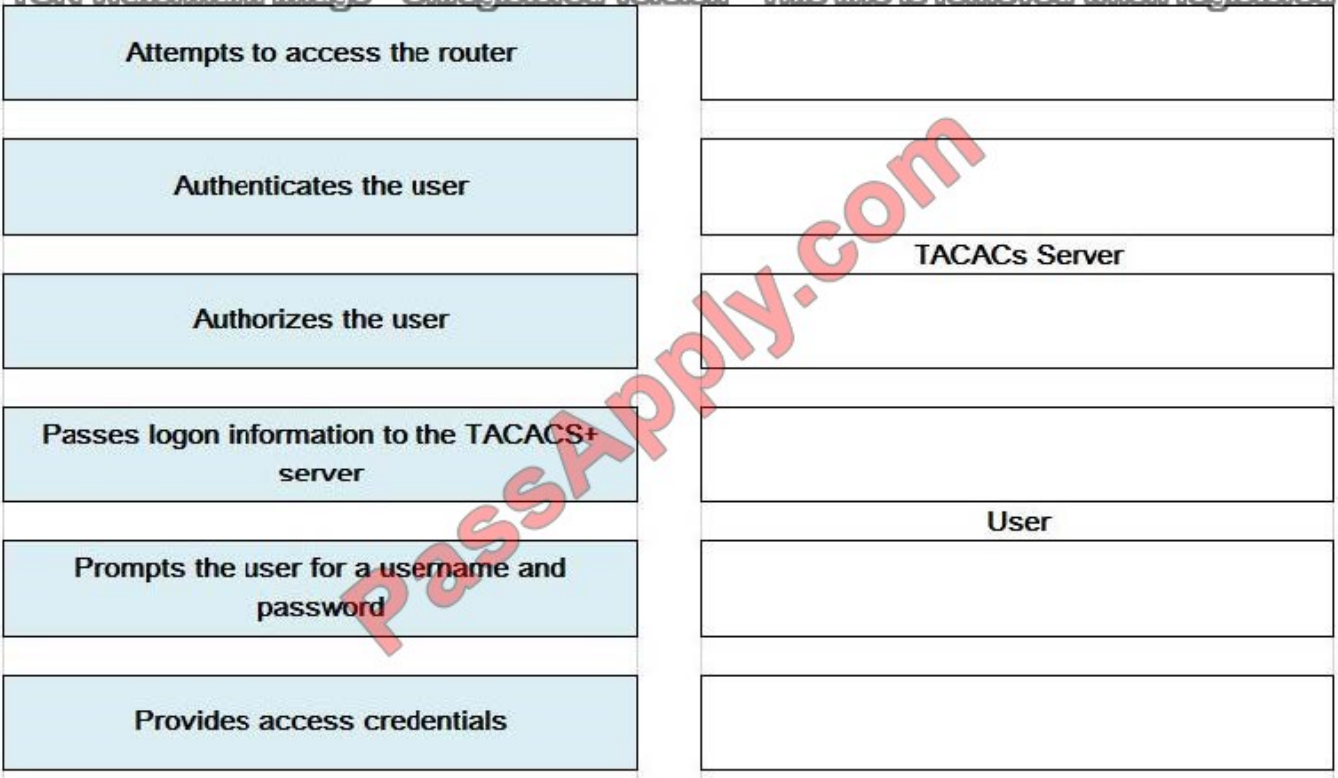 Attempts to access the router
Authenticates the user
TACACs Server
Authorizes the user
Passes logon information to the TACACS+
server
User
Prompts the user for a username and
password
Provides access credentials
PassApply.com